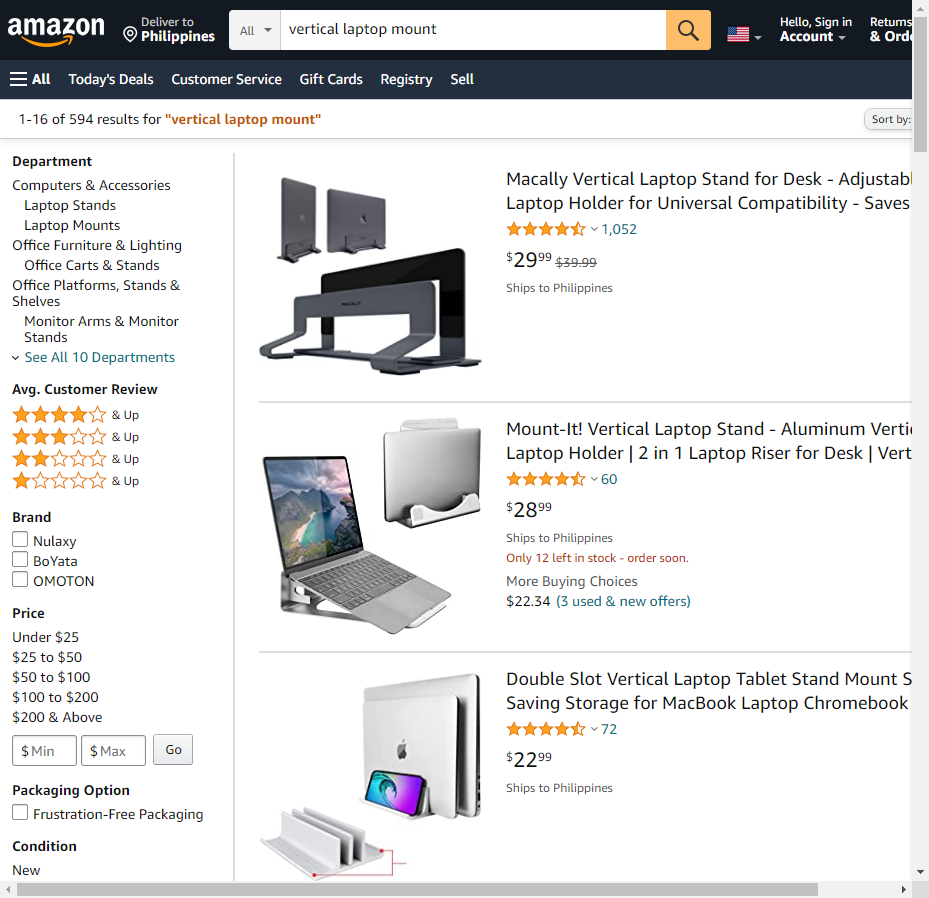 amazon
Deliver to
Philippines
All
vertical laptop mount
Hello, Sign in
Account
Returns
& Orde
All
Today's Deals
Customer Service
Gift Cards
Registry
Sell
1-16 of 594 results for "vertical laptop mount"
Sort by:
Department
Computers & Accessories
Laptop Stands
Laptop Mounts
Office Furniture & Lighting
Office Carts & Stands
Office Platforms, Stands &
Shelves
Monitor Arms & Monitor
Stands
See All 10 Departments
Avg. Customer Review
& Up
& Up
& Up
& Up
Brand
Nulaxy
BoYata
OMOTON
Price
Under $25
$25 to $50
$50 to $100
$100 to $200
$200 & Above
$ Min
$ Max
Go
Packaging Option
Frustration-Free Packaging
Condition
New
MACALLY
Macally Vertical Laptop Stand for Desk - Adjustabl
Laptop Holder for Universal Compatibility - Saves
1,052
$29 99 $39.99
Ships to Philippines
Mount-It! Vertical Laptop Stand - Aluminum Vertic
Laptop Holder | 2 in 1 Laptop Riser for Desk | Vert
60
$28 99
Ships to Philippines
Only 12 left in stock - order soon.
More Buying Choices
$22.34 (3 used & new offers)
Double Slot Vertical Laptop Tablet Stand Mount S
Saving Storage for MacBook Laptop Chromebook
72
$22 99
Ships to Philippines